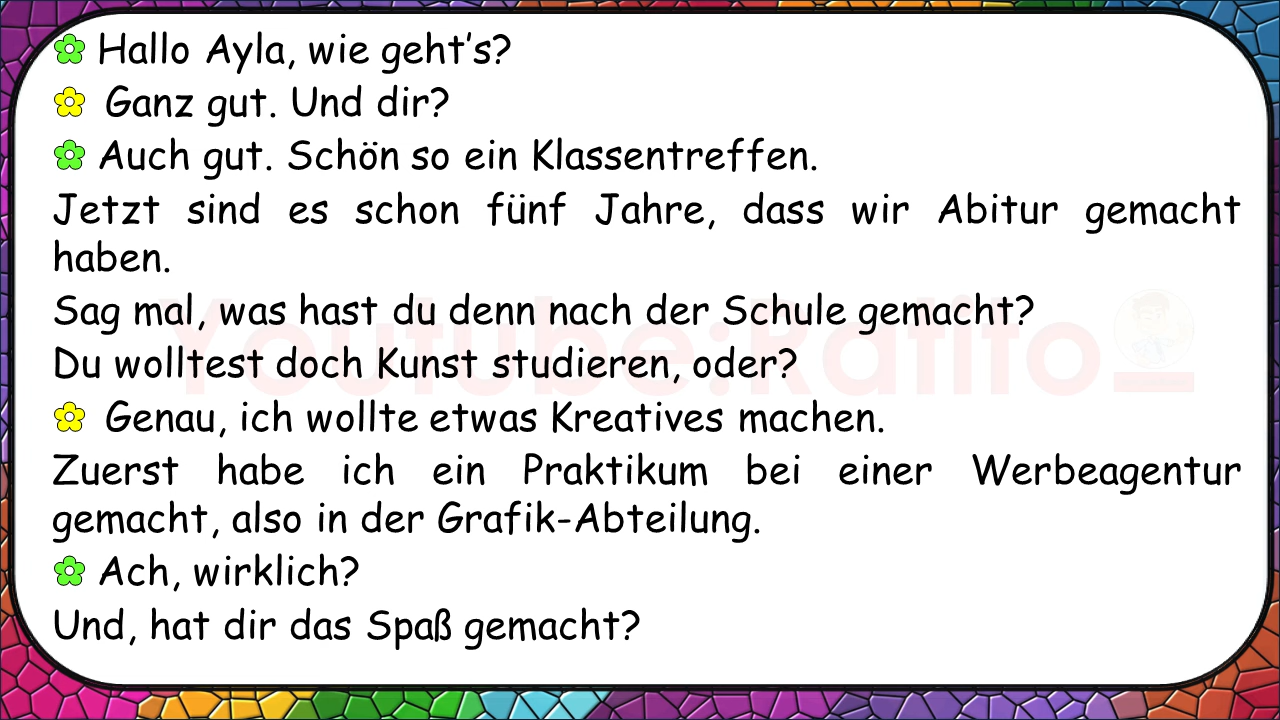 Hallo Ayla, wie geht’s?
Ganz gut. Und dir?
Auch gut. Schön so ein Klassentreffen.
Jetzt sind es schon fünf Jahre, dass wir Abitur gemacht
haben.
Sag mal, was hast du denn nach der Schule gemacht?
Du wolltest doch Kunst studieren, oder?
Genau, ich wollte etwas Kreatives machen.
Zuerst habe ich ein Praktikum bei einer Werbeagentur
gemacht, also in der Grafik-Abteilung.
Ach, wirklich?
Und, hat dir das Spaß gemacht?